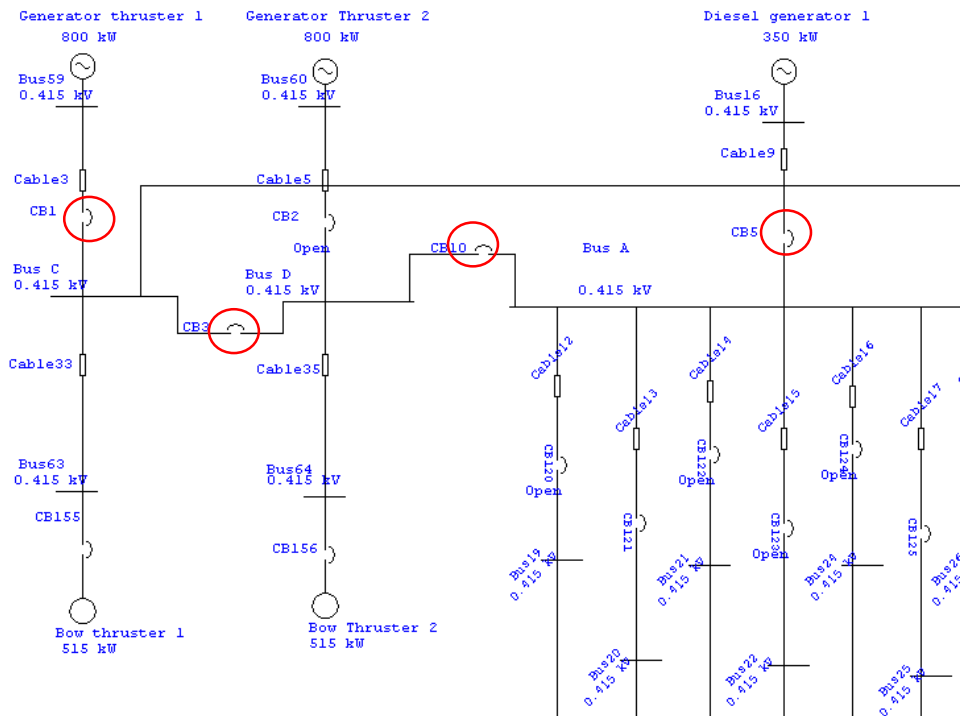 Generator thruster 1
800 kW
Generator Thruster 2
800 kW
Diesel generator 1
350 kW
Bus59
0.415 kV
Bus60
0.415 kV
Bus16
0.415 kV
Cable3
Cable5
Cable9
CB1
CB2
Open
CB10
CB5
Bus A
0.415 kV
Bus C
0.415 kV
Bus D
0.415 kV
CB3
Cable33
Cable35
Cable12
Cable13
Cable14
Cable15
Cable16
Cable17
Bus63
0.415 kV
Bus64
0.415 kV
CB155
CB156
CB120
Open
CB121
CB122
Open
CB123
Open
CB124
Open
CB125
Bus19
0.415 kV
Bus20
0.415 kV
Bus21
0.415 kV
Bus22
0.415 kV
Bus24
0.415 kV
Bus25
0.415 kV
Bus26
Bow thruster 1
515 kW
Bow Thruster 2
515 kW